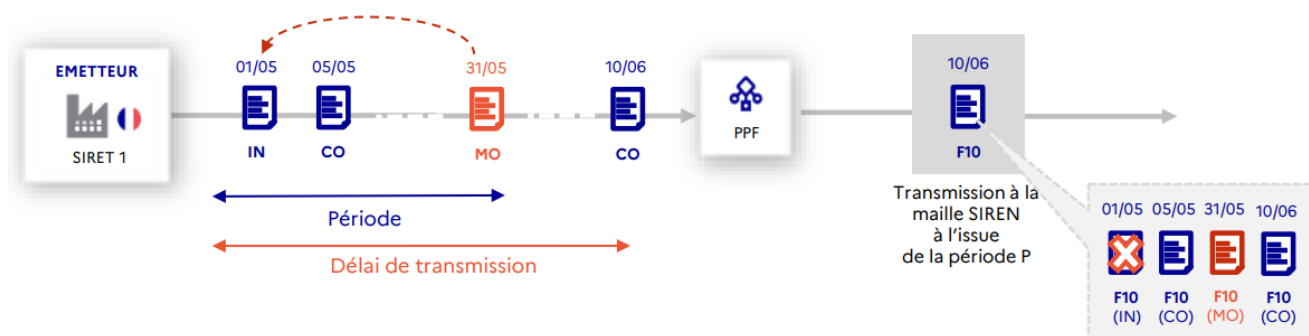 EMETTEUR
SIRET 1
01/05
05/05
31/05
10/06
IN
CO
MO
CO
Période
Délai de transmission
PPF
10/06
F10
Transmission à la
maille SIREN
à l'issue
de la période P
01/05 05/05 31/05 10/06
F10 F10 F10 F10
(IN) (CO) (MO) (CO)